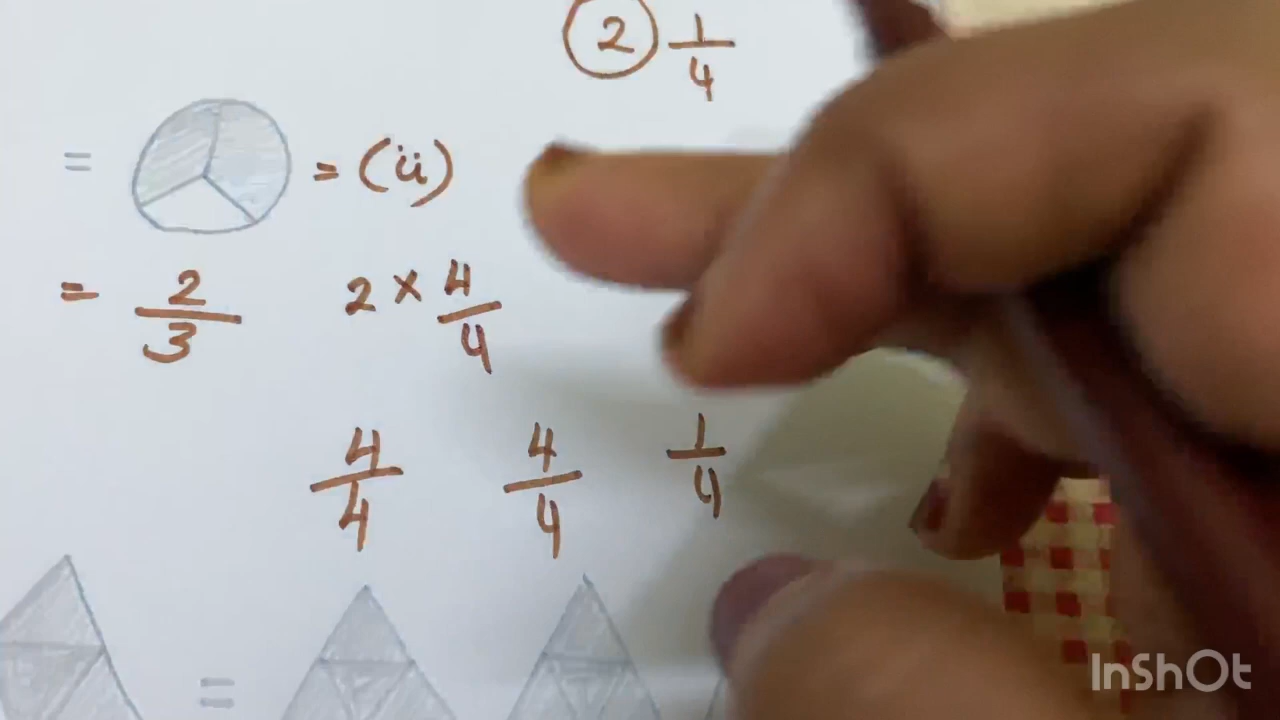 ② 1/4
= = (ii)
= 2/3 2 × 4/4
4/4 4/4 1/4
=
InShOt